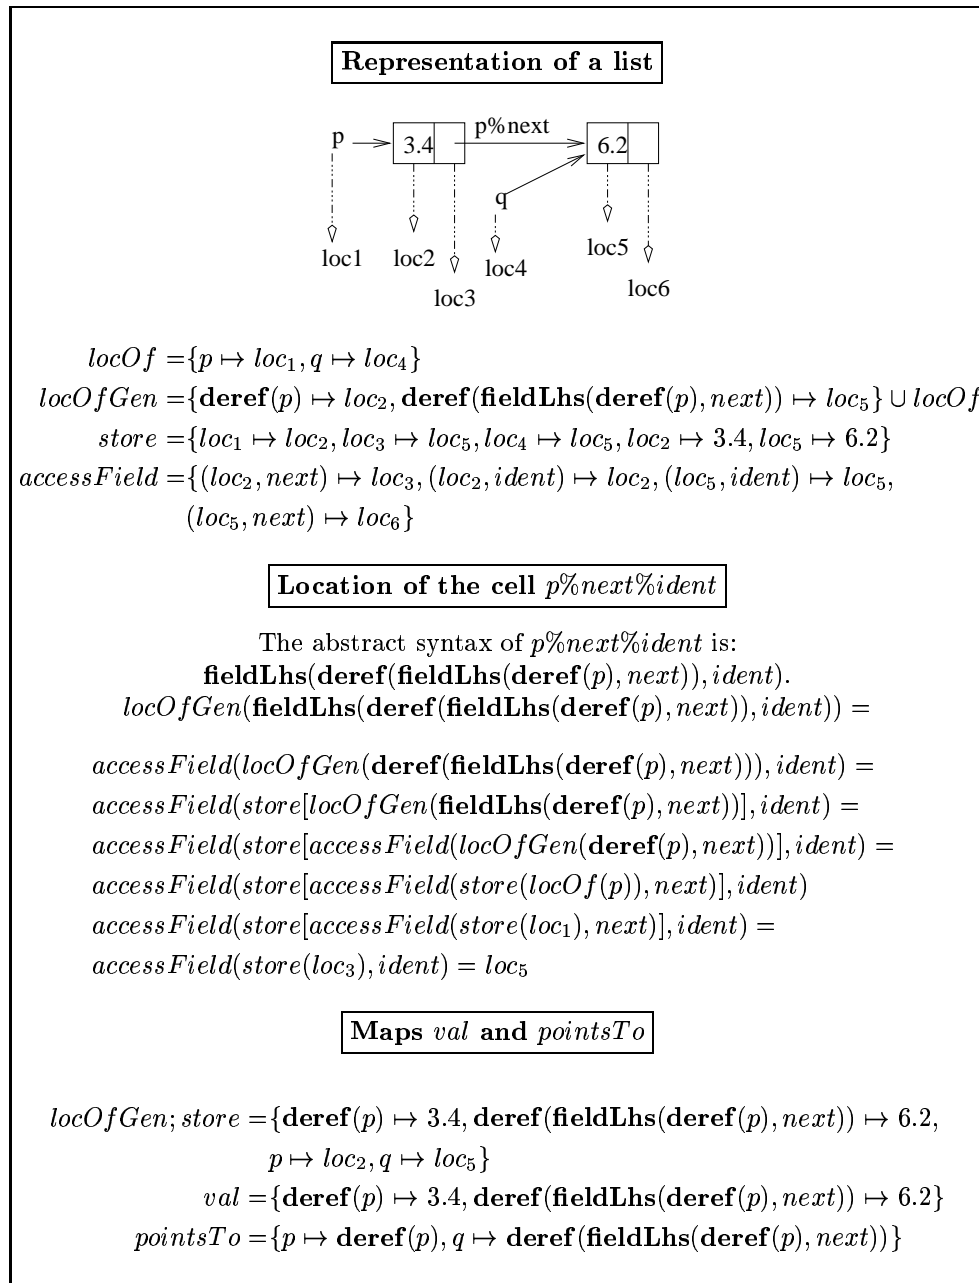 Representation of a list
p 3.4 p%next 6.2
q
loc1 loc2 loc3 loc4 loc5 loc6
locOf ={p ↦ loc₁, q ↦ loc₄}
locOfGen ={deref(p) ↦ loc₂, deref(fieldLhs(deref(p), next)) ↦ loc₅} ∪ locOf
store ={loc₁ ↦ loc₂, loc₃ ↦ loc₅, loc₄ ↦ loc₅, loc₂ ↦ 3.4, loc₅ ↦ 6.2}
accessField ={(loc₂, next) ↦ loc₃, (loc₂, ident) ↦ loc₂, (loc₅, ident) ↦ loc₅,
(loc₅, next) ↦ loc₆}
Location of the cell p%next%ident
The abstract syntax of p%next%ident is:
fieldLhs(deref(fieldLhs(deref(p), next)), ident).
locOfGen(fieldLhs(deref(fieldLhs(deref(p), next)), ident)) =
accessField(locOfGen(deref(fieldLhs(deref(p), next))), ident) =
accessField(store[locOfGen(fieldLhs(deref(p), next))], ident) =
accessField(store[accessField(locOfGen(deref(p), next))], ident) =
accessField(store[accessField(store(locOf(p)), next)], ident)
accessField(store[accessField(store(loc₁), next)], ident) =
accessField(store(loc₃), ident) = loc₅
Maps val and pointsTo
locOfGen; store ={deref(p) ↦ 3.4, deref(fieldLhs(deref(p), next)) ↦ 6.2,
p ↦ loc₂, q ↦ loc₅}
val ={deref(p) ↦ 3.4, deref(fieldLhs(deref(p), next)) ↦ 6.2}
pointsTo ={p ↦ deref(p), q ↦ deref(fieldLhs(deref(p), next))}